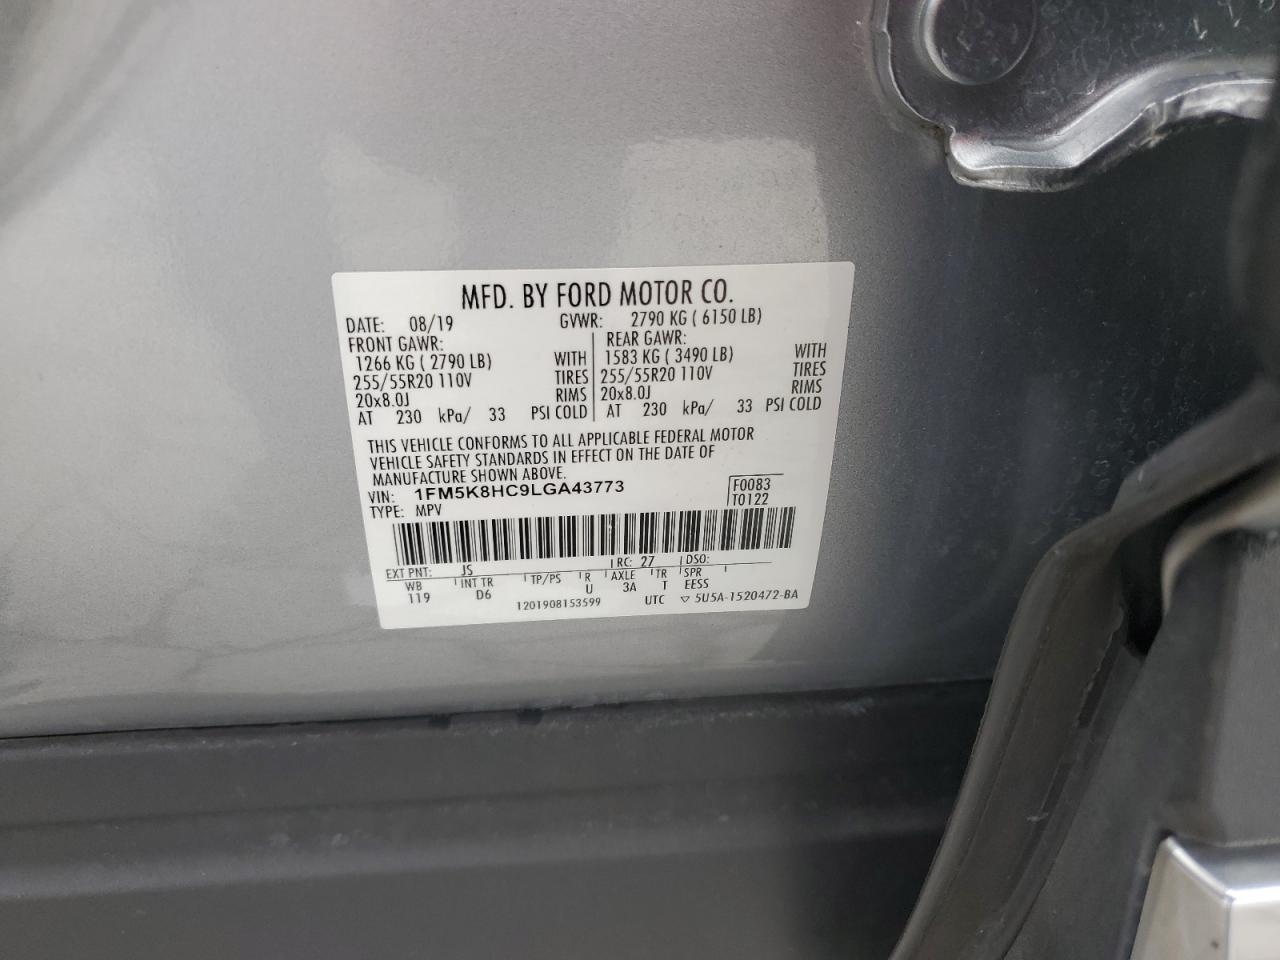 MFD. BY FORD MOTOR CO.
DATE: 08/19 GVWR: 2790 KG ( 6150 LB)
FRONT GAWR: REAR GAWR:
1266 KG ( 2790 LB) WITH 1583 KG ( 3490 LB) WITH
255/55R20 110V TIRES 255/55R20 110V TIRES
20x8.0J RIMS 20x8.0J RIMS
AT 230 kPa/ 33 PSI COLD AT 230 kPa/ 33 PSI COLD
THIS VEHICLE CONFORMS TO ALL APPLICABLE FEDERAL MOTOR
VEHICLE SAFETY STANDARDS IN EFFECT ON THE DATE OF
MANUFACTURE SHOWN ABOVE.
VIN: 1FM5K8HC9LGA43773 F0083
TYPE: MPV T0122
EXT PNT: JS RC: 27 DSO:
WB INT TR TP/PS R AXLE TR SPR
119 D6 U 3A T EESS
1201908153599 UTC ▽ 5U5A-1520472-BA